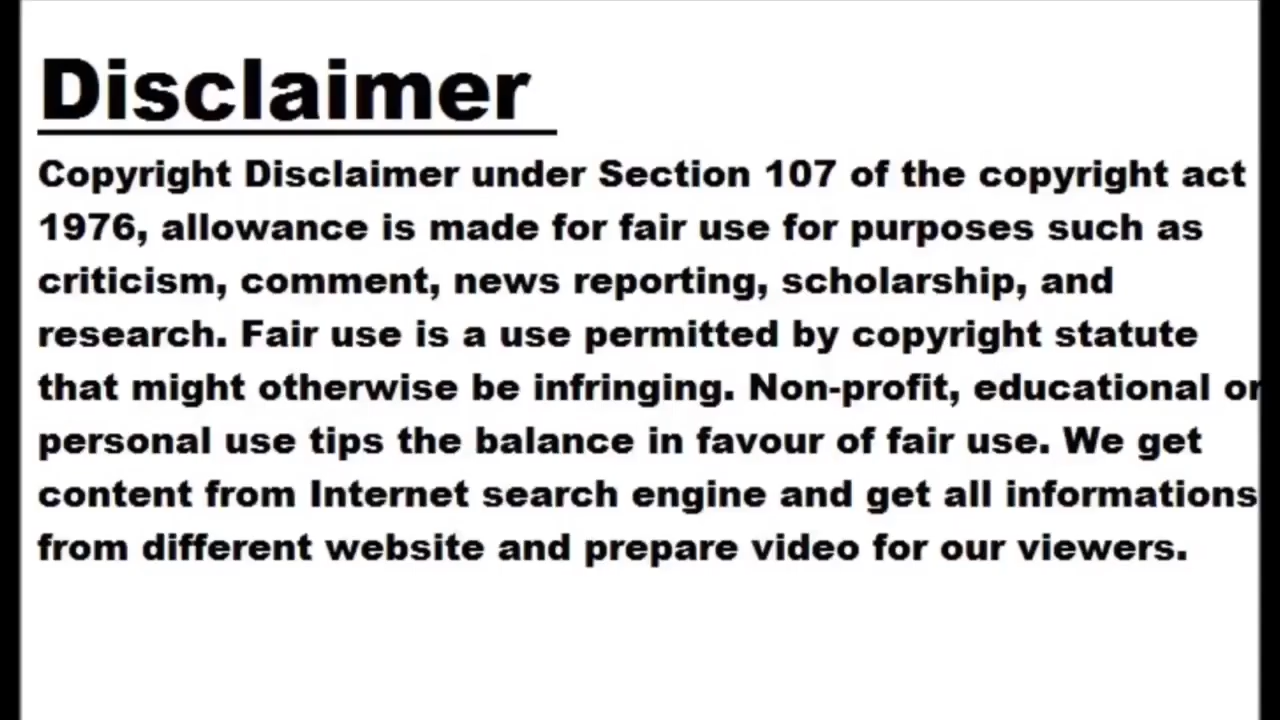 Disclaimer
Copyright Disclaimer under Section 107 of the copyright act
1976, allowance is made for fair use for purposes such as
criticism, comment, news reporting, scholarship, and
research. Fair use is a use permitted by copyright statute
that might otherwise be infringing. Non-profit, educational or
personal use tips the balance in favour of fair use. We get
content from Internet search engine and get all informations
from different website and prepare video for our viewers.